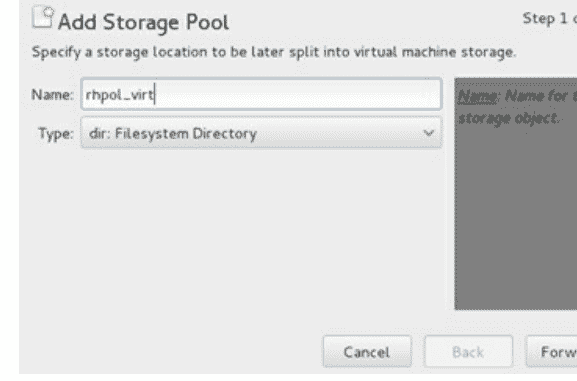 Add Storage Pool
Step 1
Specify a storage location to be later split into virtual machine storage.
Name: rhpol_virt
Name: Name for
storage object.
Type: dir: Filesystem Directory
Cancel Back